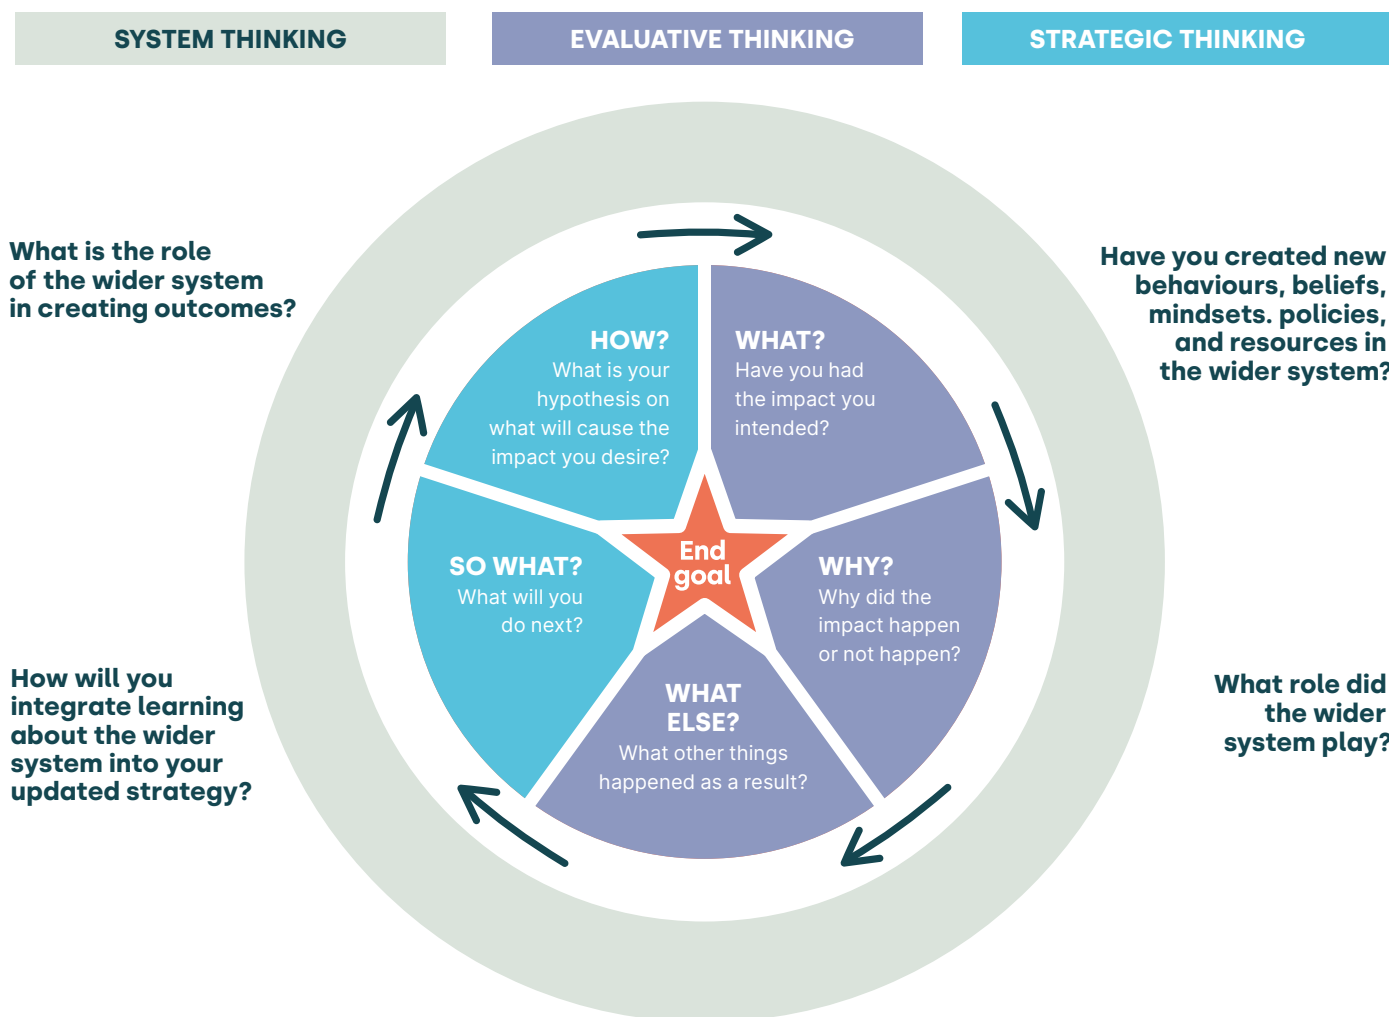 SYSTEM THINKING
EVALUATIVE THINKING
STRATEGIC THINKING
What is the role
of the wider system
in creating outcomes?
Have you created new
behaviours, beliefs,
mindsets. policies,
and resources in
the wider system?
HOW?
What is your
hypothesis on
what will cause the
impact you desire?
WHAT?
Have you had
the impact you
intended?
SO WHAT?
What will you
do next?
End
goal
WHY?
Why did the
impact happen
or not happen?
WHAT
ELSE?
What other things
happened as a result?
How will you
integrate learning
about the wider
system into your
updated strategy?
What role did
the wider
system play?